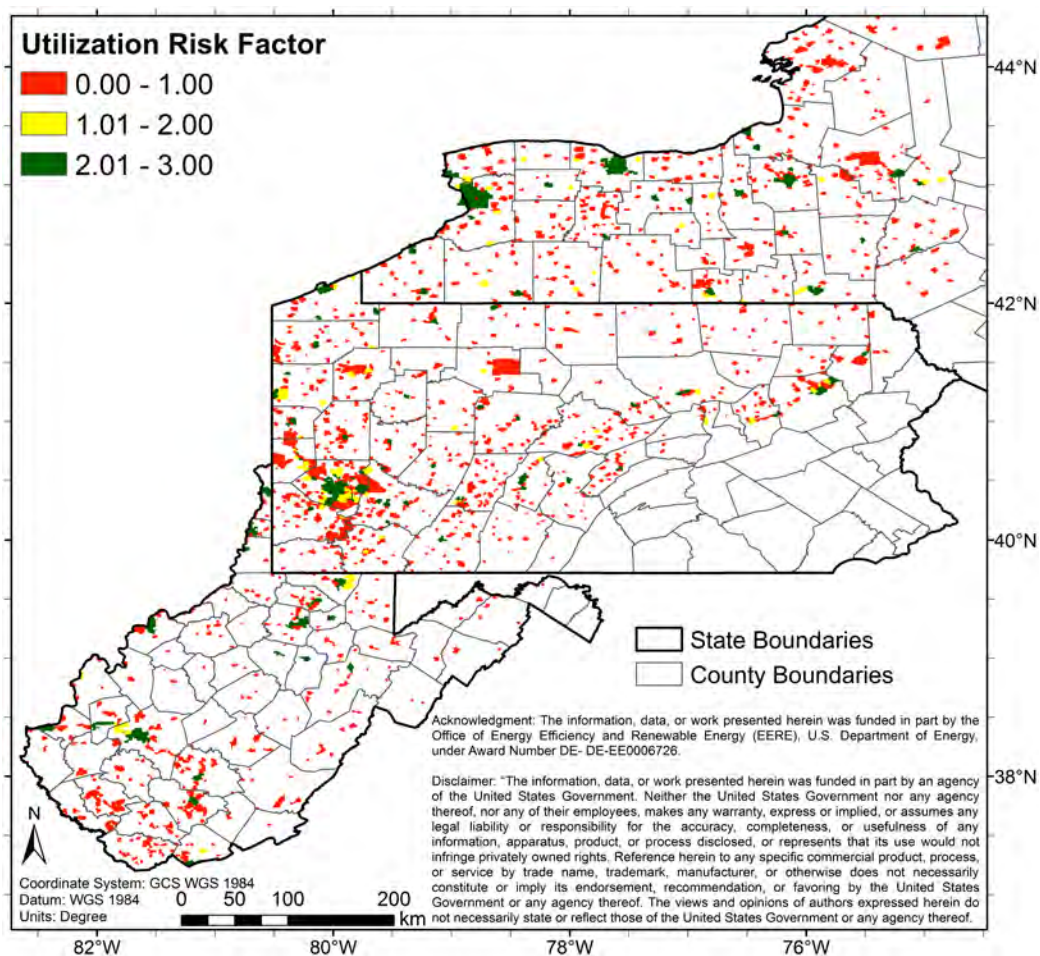 Utilization Risk Factor
0.00 - 1.00
1.01 - 2.00
2.01 - 3.00
44°N
42°N
40°N
State Boundaries
County Boundaries
Acknowledgment: The information, data, or work presented herein was funded in part by the
Office of Energy Efficiency and Renewable Energy (EERE), U.S. Department of Energy,
under Award Number DE- DE-EE0006726.
38°N
Disclaimer: “The information, data, or work presented herein was funded in part by an agency
of the United States Government. Neither the United States Government nor any agency
thereof, nor any of their employees, makes any warranty, express or implied, or assumes any
legal liability or responsibility for the accuracy, completeness, or usefulness of any
information, apparatus, product, or process disclosed, or represents that its use would not
infringe privately owned rights. Reference herein to any specific commercial product, process,
or service by trade name, trademark, manufacturer, or otherwise does not necessarily
constitute or imply its endorsement, recommendation, or favoring by the United States
Government or any agency thereof. The views and opinions of authors expressed herein do
not necessarily state or reflect those of the United States Government or any agency thereof.
N
Coordinate System: GCS WGS 1984
Datum: WGS 1984
Units: Degree
0 50 100 200
km
82°W 80°W 78°W 76°W